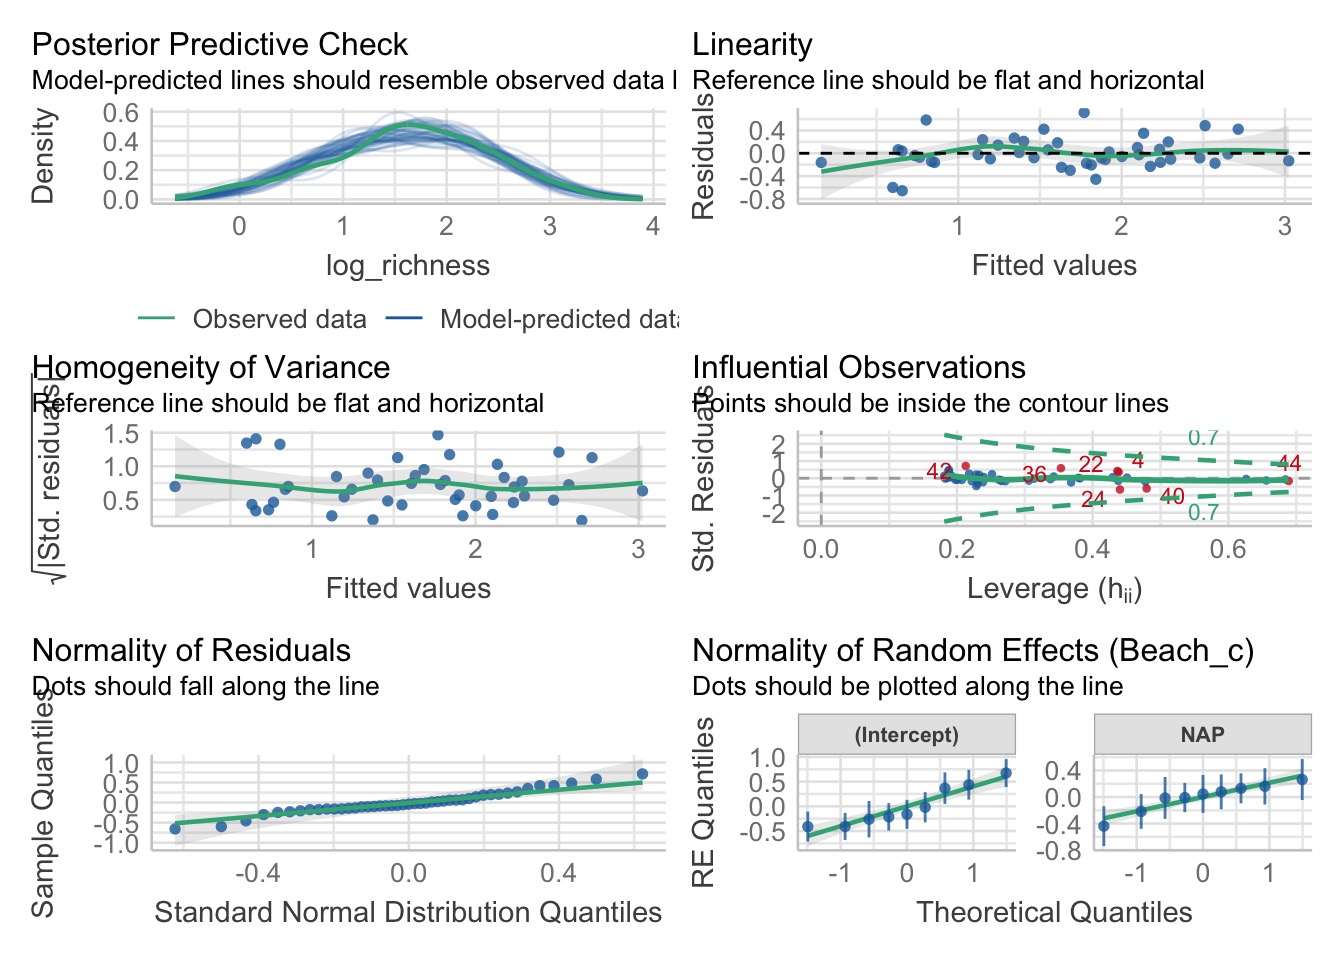 Posterior Predictive Check
Model-predicted lines should resemble observed data l
Density
0.6
0.4
0.2
0.0
0 1 2 3 4
log_richness
Observed data Model-predicted data
Linearity
Reference line should be flat and horizontal
Residuals
0.4
0.0
-0.4
-0.8
1 2 3
Fitted values
Homogeneity of Variance
Reference line should be flat and horizontal
√|Std. residuals|
1.5
1.0
0.5
1 2 3
Fitted values
Influential Observations
Points should be inside the contour lines
Std. Residuals
2
1
0
-1
-2
0.7
42 36 22 4 44
24 40
0.7
0.0 0.2 0.4 0.6
Leverage (hii)
Normality of Residuals
Dots should fall along the line
Sample Quantiles
1.0
0.5
0.0
-0.5
-1.0
-0.4 0.0 0.4
Standard Normal Distribution Quantiles
Normality of Random Effects (Beach_c)
Dots should be plotted along the line
RE Quantiles
(Intercept)
1.0
0.5
0.0
-0.5
-1 0 1
NAP
0.4
0.0
-0.4
-0.8
-1 0 1
Theoretical Quantiles